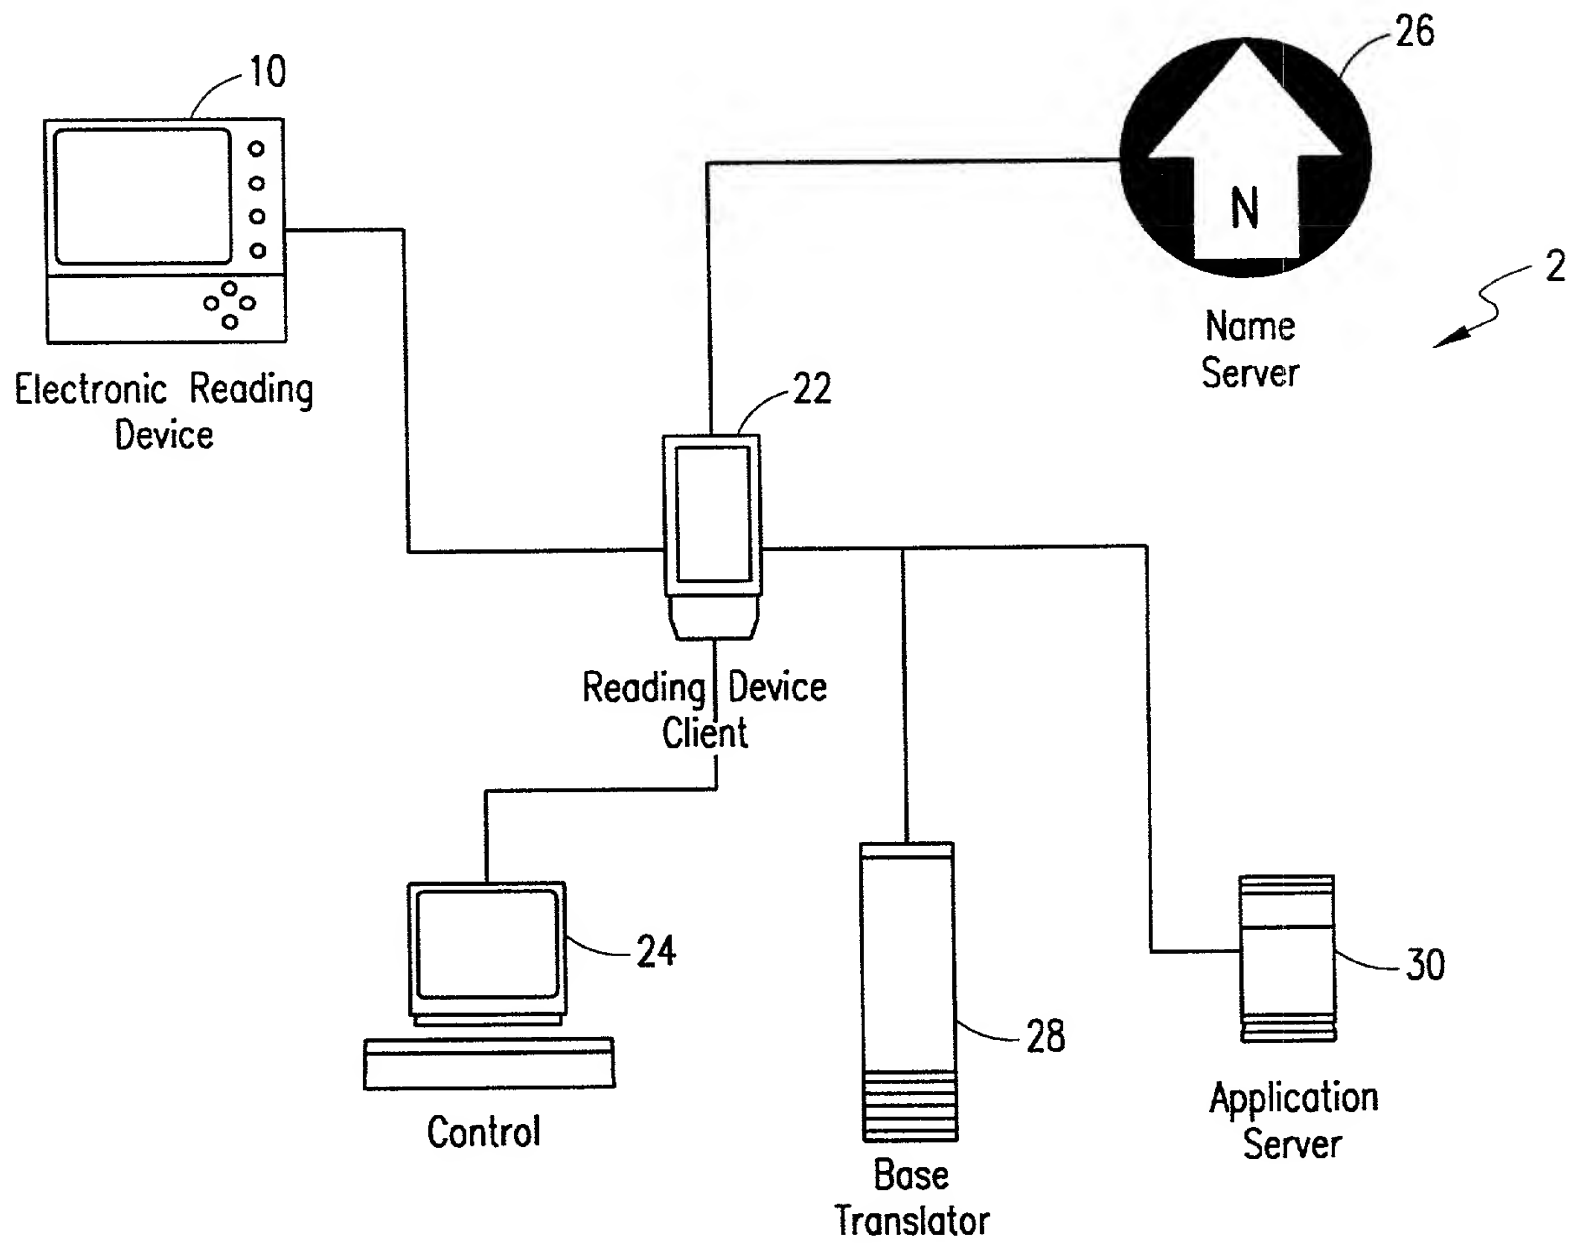 26
10
N
2
Name
Server
Electronic Reading
Device
22
Reading Device
Client
24
30
28
Control
Application
Server
Base
Translator